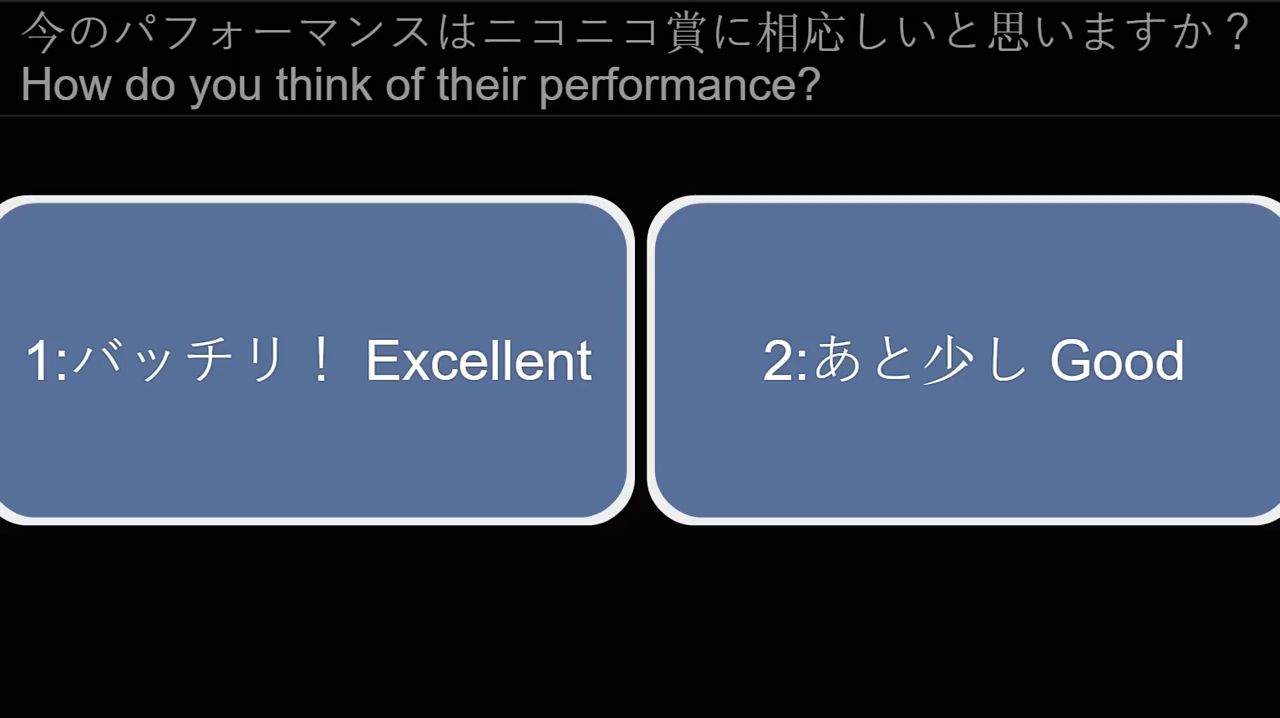 今のパフォーマンスはニコニコ賞に相応しいと思いますか？
How do you think of their performance?
1:バッチリ！ Excellent
2:あと少し Good